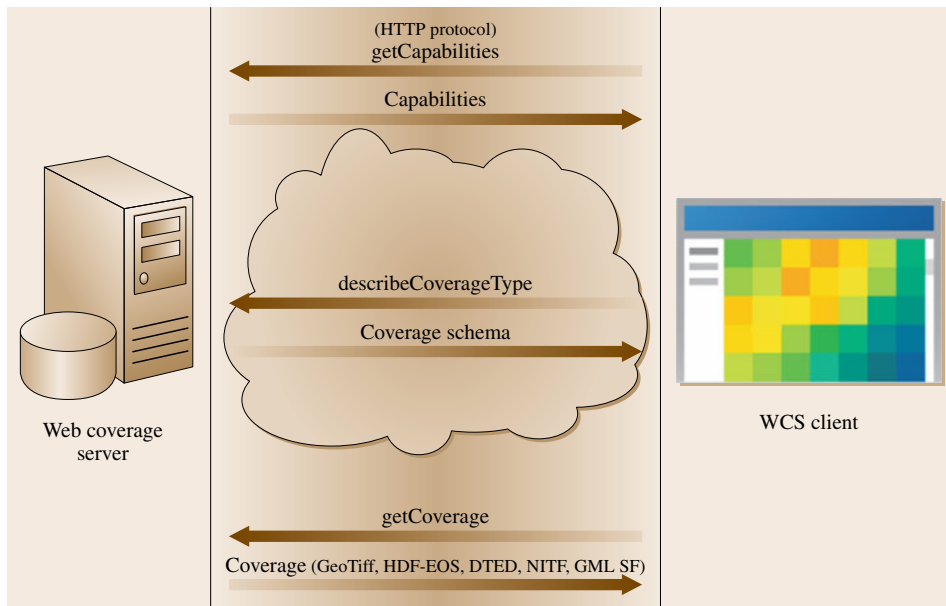 (HTTP protocol)
getCapabilities
Capabilities
describeCoverageType
Coverage schema
Web coverage
server
WCS client
getCoverage
Coverage (GeoTiff, HDF-EOS, DTED, NITF, GML SF)